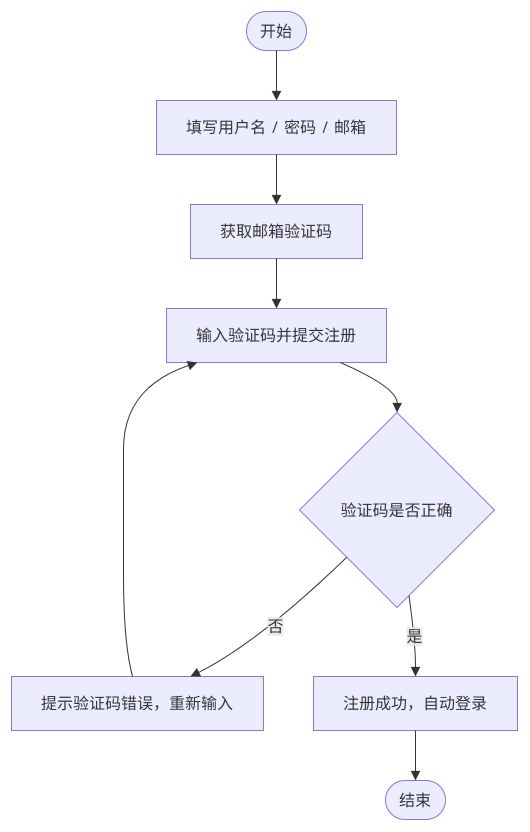 开始
填写用户名 / 密码 / 邮箱
获取邮箱验证码
输入验证码并提交注册
验证码是否正确
否
是
提示验证码错误，重新输入
注册成功，自动登录
结束